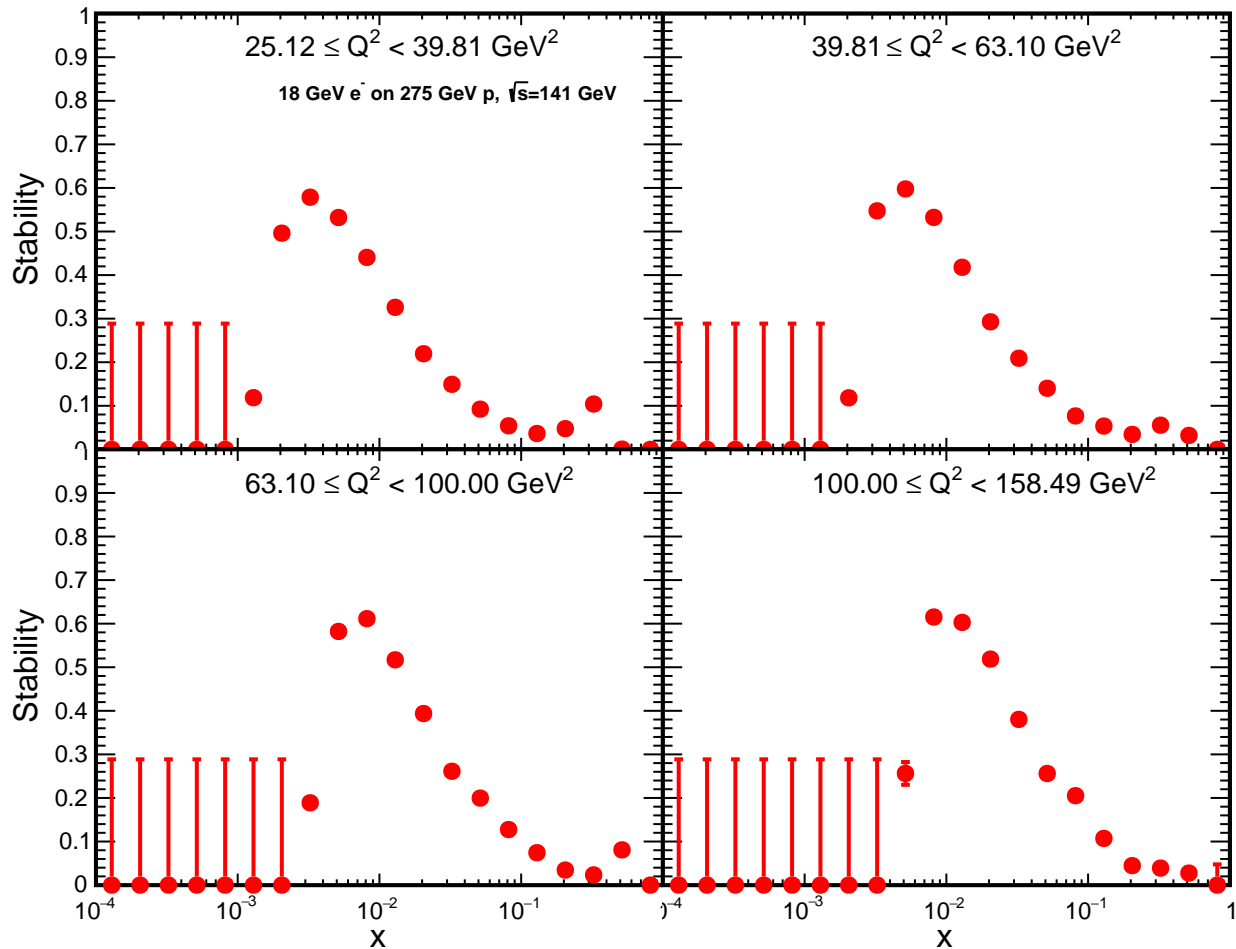 1
25.12 ≤ Q² < 39.81 GeV²
39.81 ≤ Q² < 63.10 GeV²
0.9
18 GeV e⁻ on 275 GeV p, √s=141 GeV
0.8
0.7
0.6
0.5
0.4
0.3
0.2
0.1
0
Stability
63.10 ≤ Q² < 100.00 GeV²
100.00 ≤ Q² < 158.49 GeV²
0.9
0.8
0.7
0.6
0.5
0.4
0.3
0.2
0.1
0
Stability
10⁻⁴ 10⁻³ 10⁻² 10⁻¹
10⁻³ 10⁻² 10⁻¹ 1
x
x